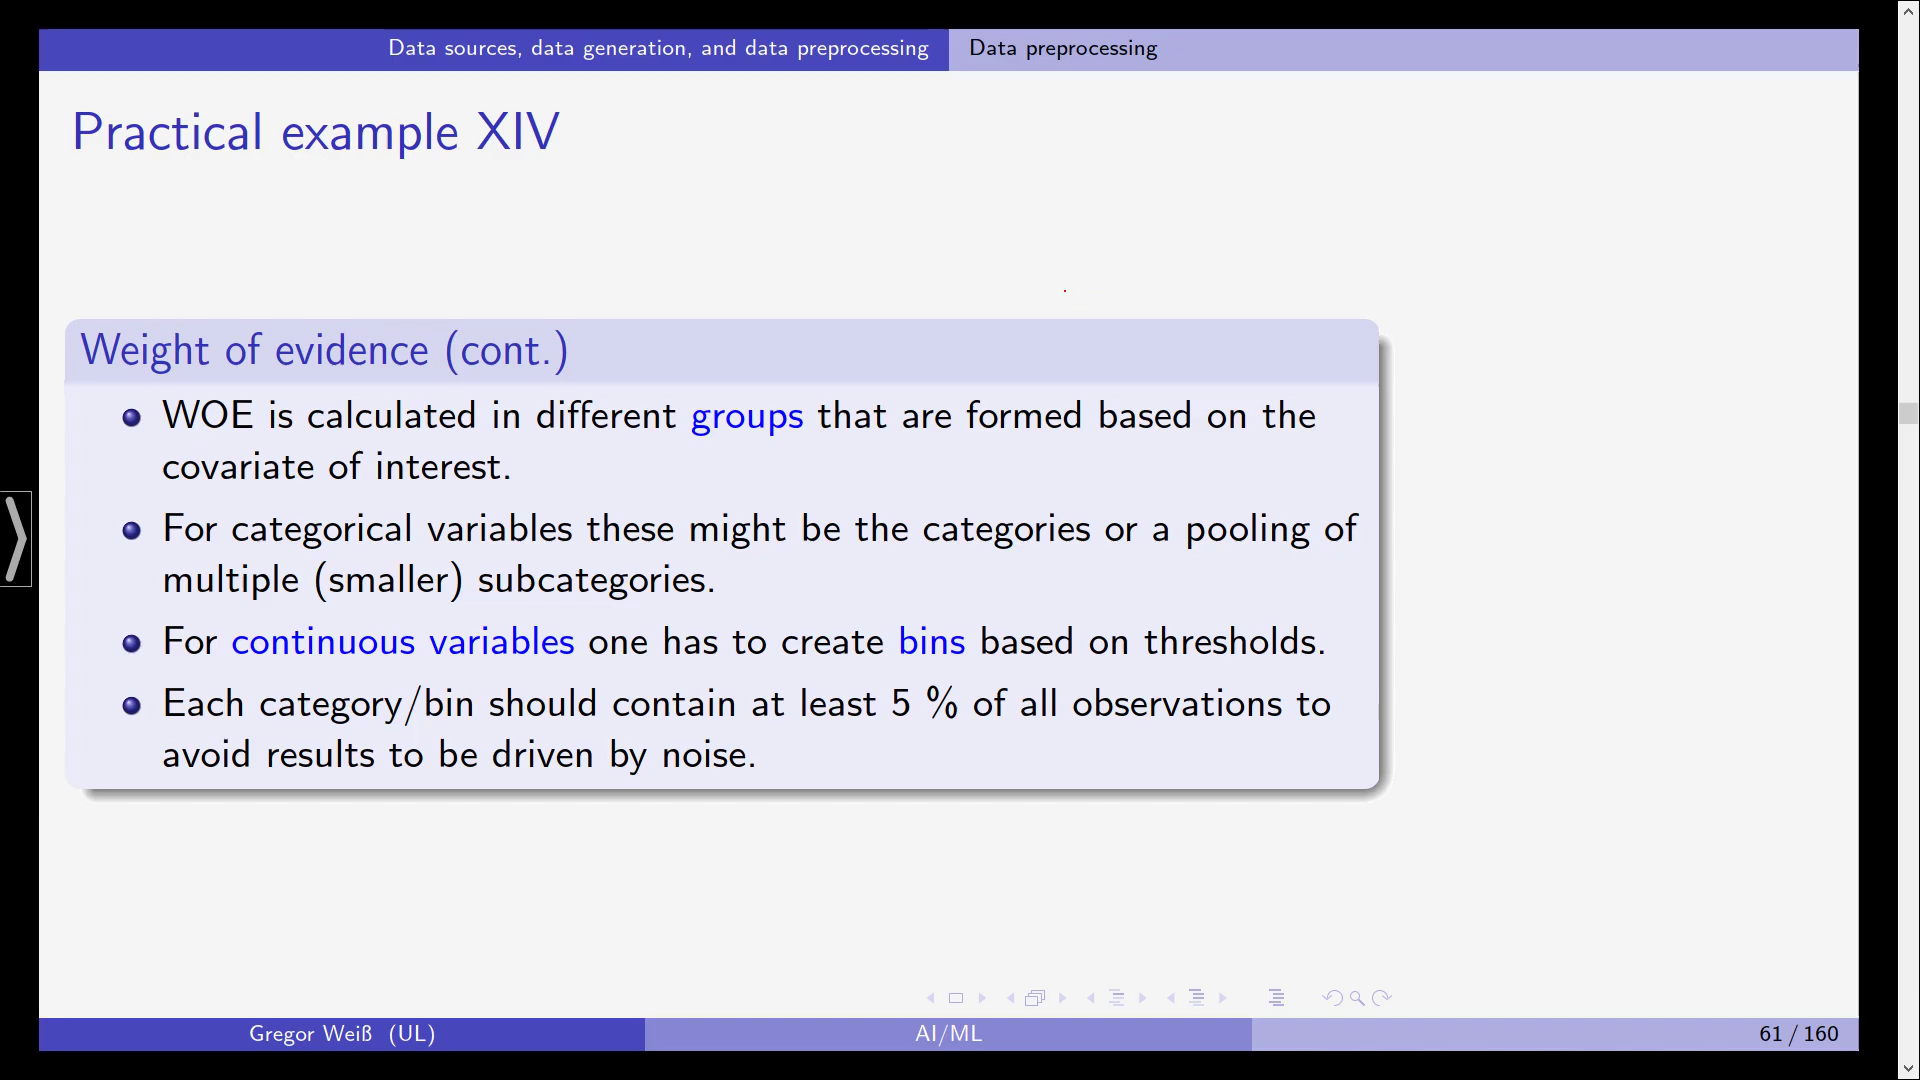 Data sources, data generation, and data preprocessing Data preprocessing
Practical example XIV
Weight of evidence (cont.)
WOE is calculated in different groups that are formed based on the
covariate of interest.
For categorical variables these might be the categories or a pooling of
multiple (smaller) subcategories.
For continuous variables one has to create bins based on thresholds.
Each category/bin should contain at least 5 % of all observations to
avoid results to be driven by noise.
Gregor Weiß (UL) AI/ML 61 / 160